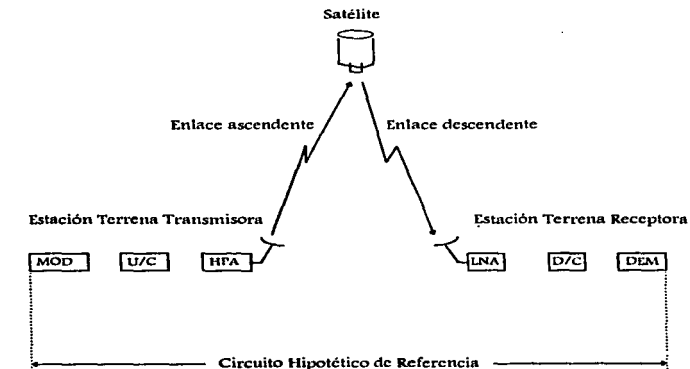 Satélite
Enlace ascendente
Enlace descendente
Estación Terrena Transmisora
Estación Terrena Receptora
MOD U/C HPA LNA D/C DEM
Circuito Hipotético de Referencia